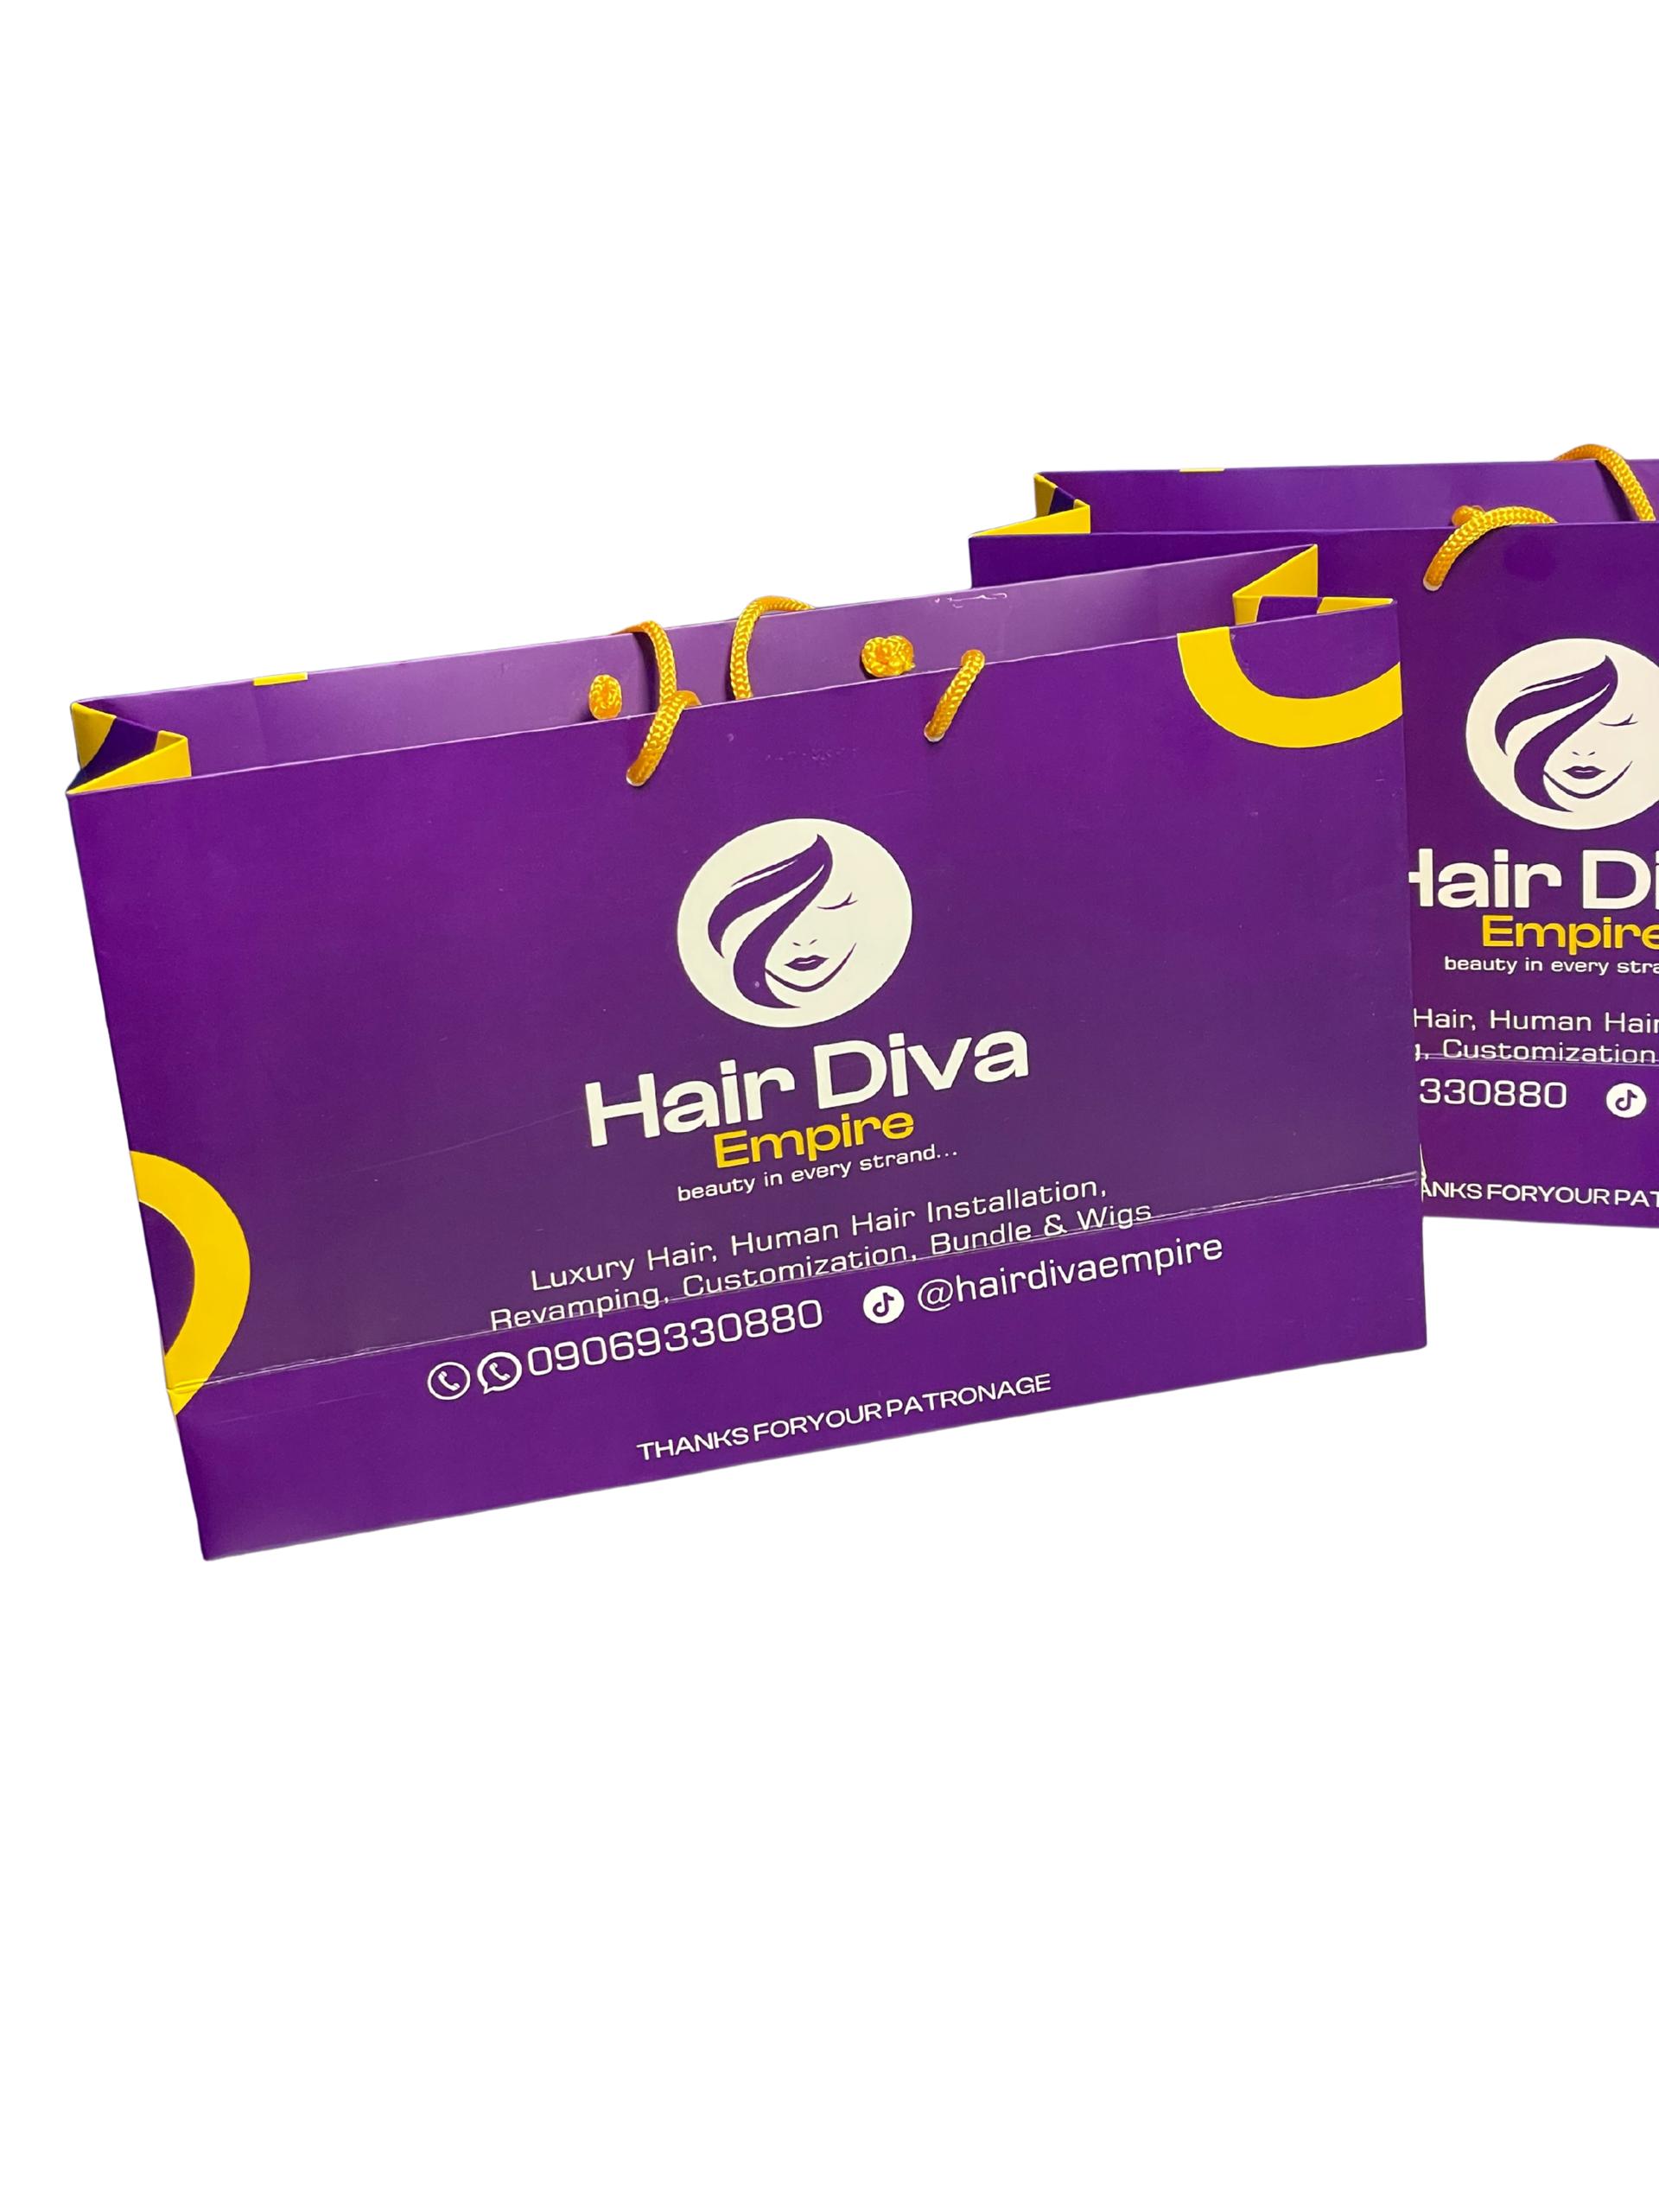 Hair Diva
Empire
beauty in every strand...
Luxury Hair, Human Hair Installation,
Revamping, Customization, Bundle & Wigs
09069330880 @hairdivaempire
THANKS FORYOUR PATRONAGE
Hair Di
Empire
beauty in every stra
Hair, Human Hair
, Customization
330880
ANKS FORYOUR PAT